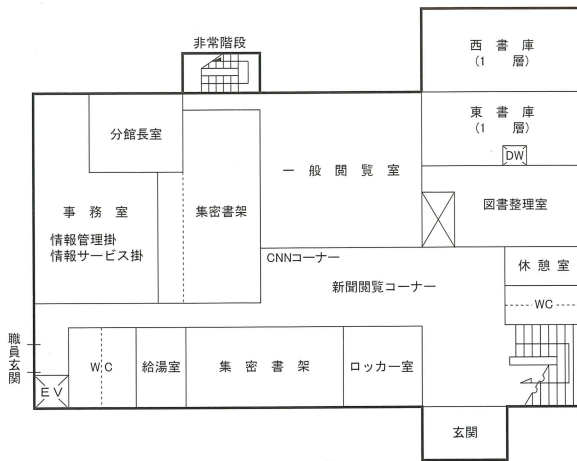 非常階段
西書庫
(1 層)
分館長室
東書庫
(1 層)
DW
一般閲覧室
事務室
情報管理掛
情報サービス掛
集密書架
図書整理室
CNNコーナー
休憩室
新聞閲覧コーナー
WC
職員玄関
WC
給湯室
集密書架
ロッカー室
EV
玄関